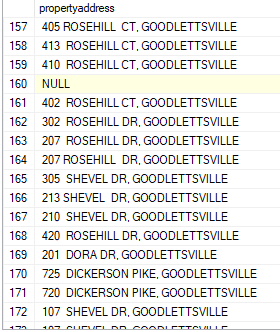 propertyaddress
157 405 ROSEHILL CT, GOODLETTSVILLE
158 413 ROSEHILL CT, GOODLETTSVILLE
159 410 ROSEHILL CT, GOODLETTSVILLE
160 NULL
161 402 ROSEHILL CT, GOODLETTSVILLE
162 302 ROSEHILL DR, GOODLETTSVILLE
163 207 ROSEHILL DR, GOODLETTSVILLE
164 207 ROSEHILL DR, GOODLETTSVILLE
165 305 SHEVEL DR, GOODLETTSVILLE
166 213 SHEVEL DR, GOODLETTSVILLE
167 210 SHEVEL DR, GOODLETTSVILLE
168 420 ROSEHILL DR, GOODLETTSVILLE
169 201 DORA DR, GOODLETTSVILLE
170 725 DICKERSON PIKE, GOODLETTSVILLE
171 720 DICKERSON PIKE, GOODLETTSVILLE
172 107 SHEVEL DR, GOODLETTSVILLE
173 107 SHEVEL DR, GOODLETTSVILLE